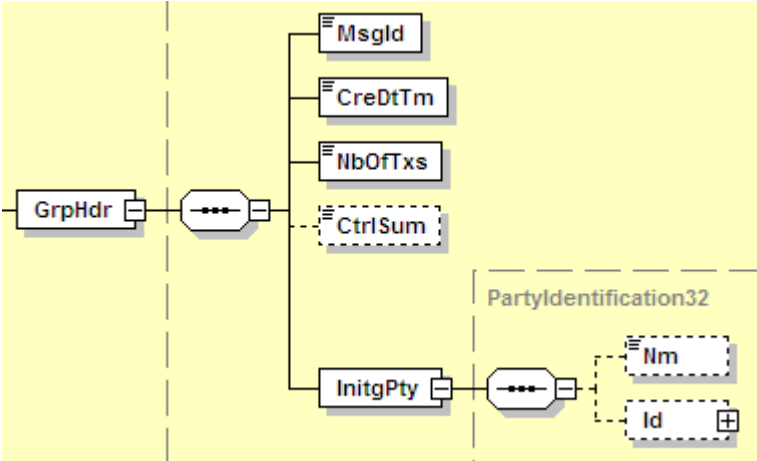 MsgId
CreDtTm
NbOfTxs
GrpHdr
CtrlSum
PartyIdentification32
Nm
InitgPty
Id